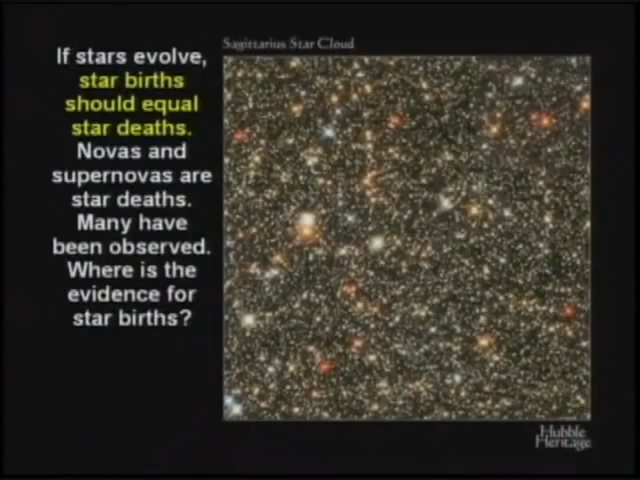 If stars evolve,
star births
should equal
star deaths.
Novas and
supernovas are
star deaths.
Many have
been observed.
Where is the
evidence for
star births?
Sagittarius Star Cloud
Hubble
Heritage